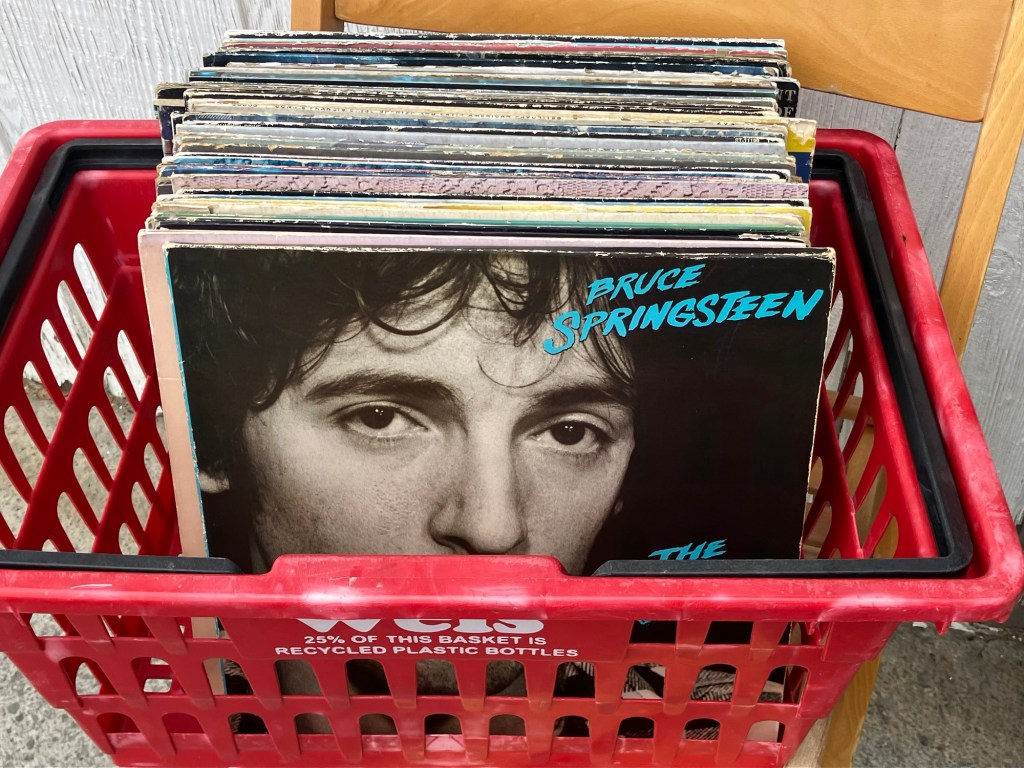 BRUCE
SPRINGSTEEN
THE
Weis
25% OF THIS BASKET IS
RECYCLED PLASTIC BOTTLES